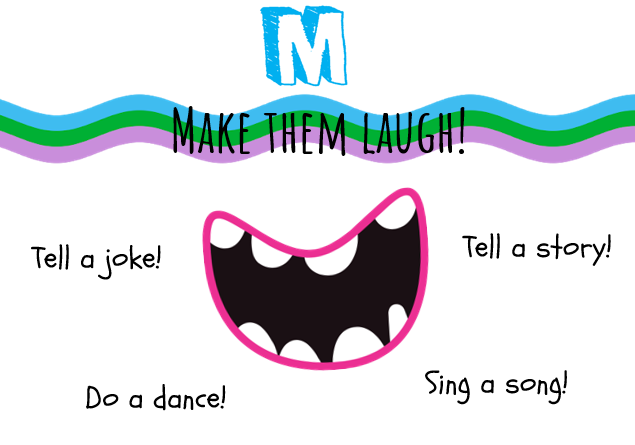 M
Make them laugh!
Tell a joke!
Tell a story!
Do a dance!
Sing a song!